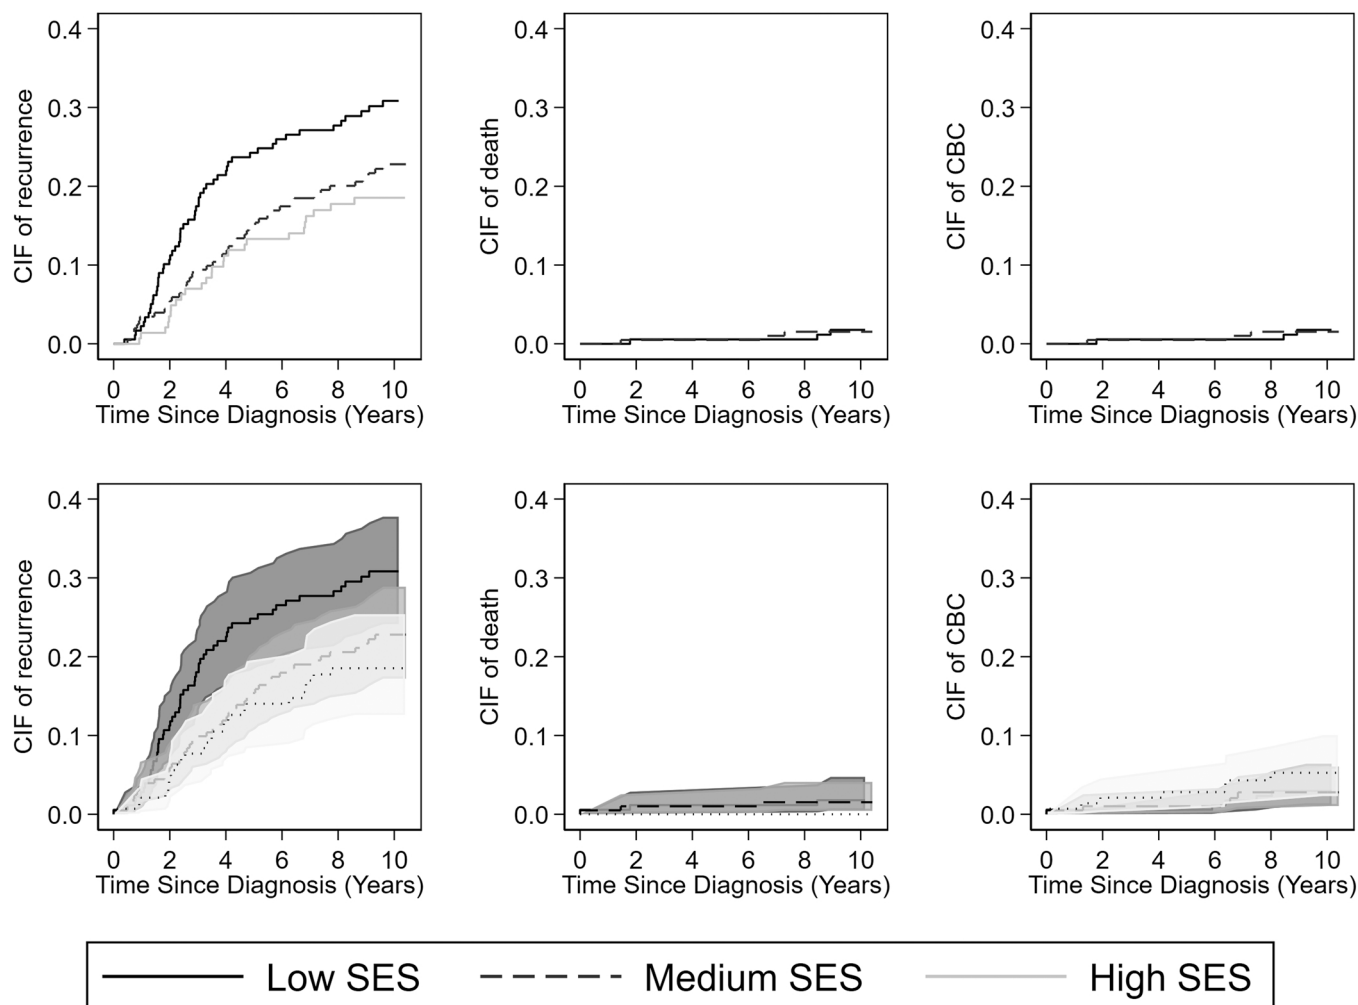 0.4
0.3
0.2
0.1
0.0
CIF of recurrence
0 2 4 6 8 10
Time Since Diagnosis (Years)
0.4
0.3
0.2
0.1
0.0
CIF of death
0 2 4 6 8 10
Time Since Diagnosis (Years)
0.4
0.3
0.2
0.1
0.0
CIF of CBC
0 2 4 6 8 10
Time Since Diagnosis (Years)
0.4
0.3
0.2
0.1
0.0
CIF of recurrence
0 2 4 6 8 10
Time Since Diagnosis (Years)
0.4
0.3
0.2
0.1
0.0
CIF of death
0 2 4 6 8 10
Time Since Diagnosis (Years)
0.4
0.3
0.2
0.1
0.0
CIF of CBC
0 2 4 6 8 10
Time Since Diagnosis (Years)
Low SES Medium SES High SES